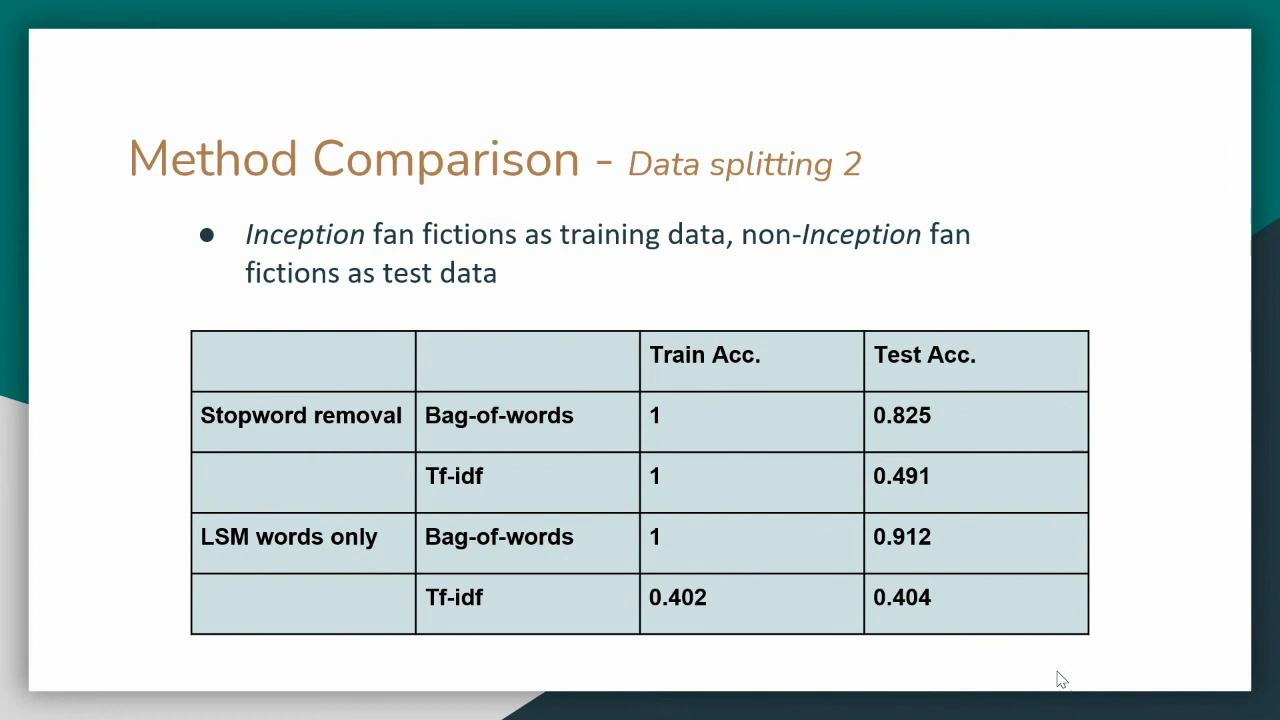 Method Comparison - Data splitting 2
● Inception fan fictions as training data, non-Inception fan
fictions as test data
Train Acc. Test Acc.
Stopword removal Bag-of-words 1 0.825
Tf-idf 1 0.491
LSM words only Bag-of-words 1 0.912
Tf-idf 0.402 0.404